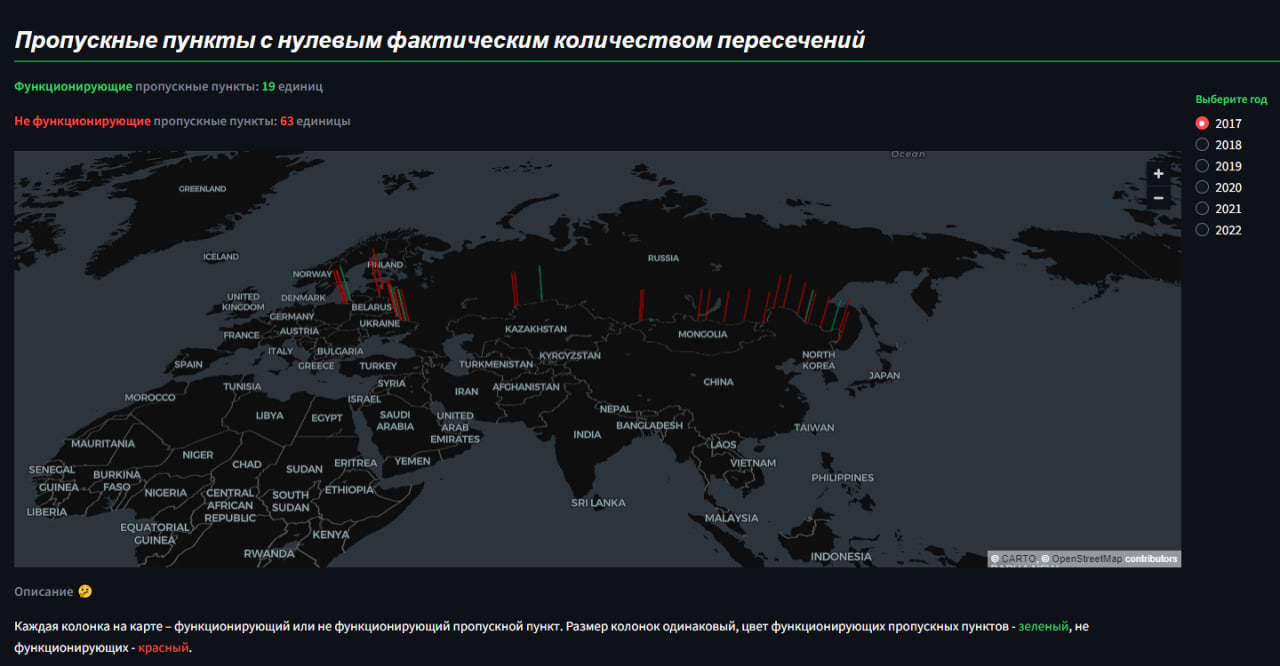 Пропускные пункты с нулевым фактическим количеством пересечений
Функционирующие пропускные пункты: 19 единиц
Не функционирующие пропускные пункты: 63 единицы
Выберите год
2017
2018
2019
2020
2021
2022
Ocean
+
−
GREENLAND
ICELAND
NORWAY
FINLAND
RUSSIA
UNITED
KINGDOM
DENMARK
BELARUS
GERMANY
UKRAINE
AUSTRIA
FRANCE
KAZAKHSTAN
MONGOLIA
ITALY
BULGARIA
KYRGYZSTAN
NORTH
KOREA
SPAIN
GREECE
TURKEY
TURKMENISTAN
JAPAN
TUNISIA
SYRIA
IRAN
AFGHANISTAN
CHINA
MOROCCO
ISRAEL
LIBYA
EGYPT
SAUDI
ARABIA
UNITED
ARAB
EMIRATES
NEPAL
BANGLADESH
TAIWAN
INDIA
MAURITANIA
LAOS
NIGER
CHAD
SUDAN
ERITREA
YEMEN
VIETNAM
SENEGAL
BURKINA
FASO
PHILIPPINES
GUINEA
NIGERIA
CENTRAL
AFRICAN
REPUBLIC
SOUTH
SUDAN
ETHIOPIA
SRI LANKA
LIBERIA
MALAYSIA
EQUATORIAL
GUINEA
KENYA
RWANDA
INDONESIA
© CARTO, © OpenStreetMap contributors
Описание 🤔
Каждая колонка на карте – функционирующий или не функционирующий пропускной пункт. Размер колонок одинаковый, цвет функционирующих пропускных пунктов - зеленый, не
функционирующих - красный.